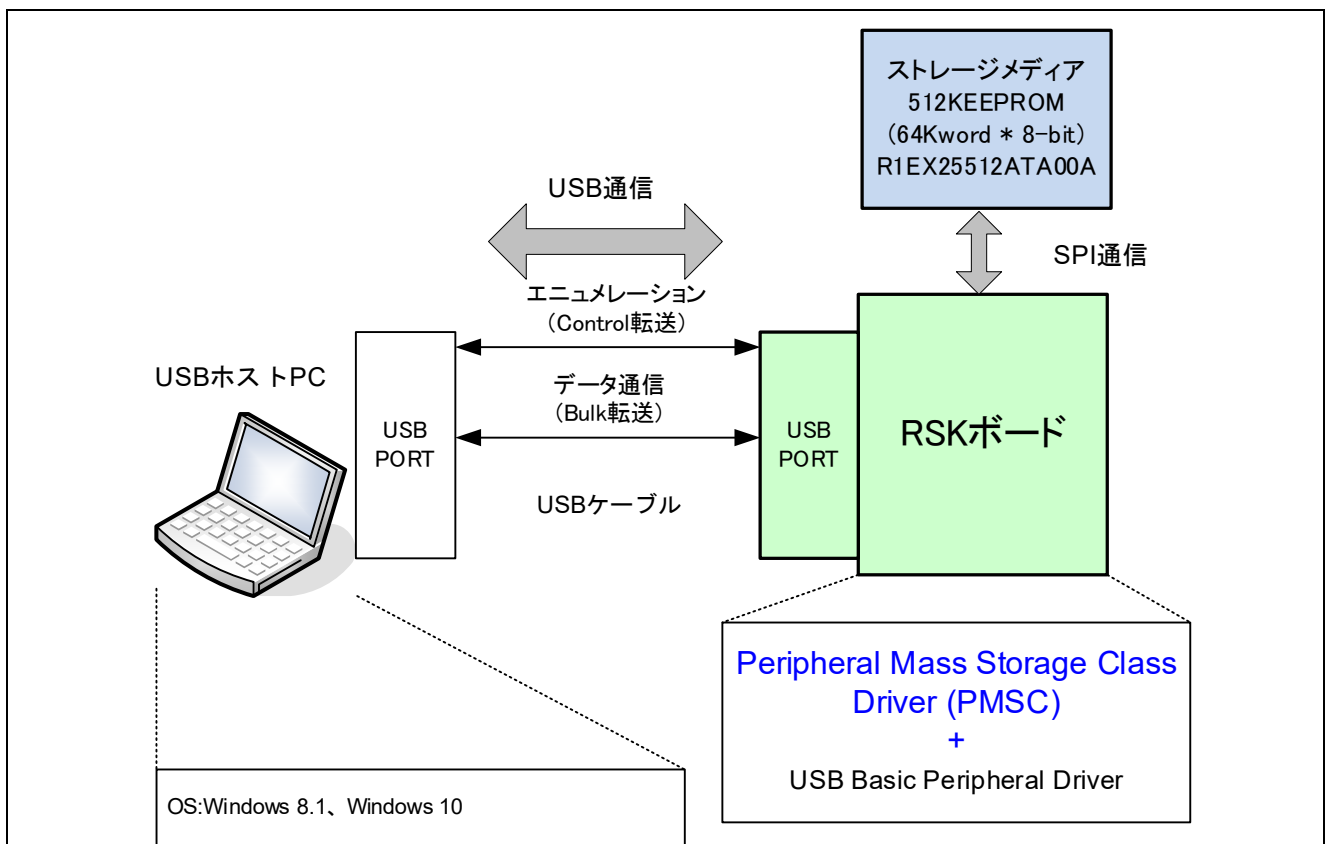 ストレージメディア
512KEEPROM
(64Kword * 8-bit)
R1EX25512ATA00A
USB通信
SPI通信
エニュメレーション
(Control転送)
USBホストPC
データ通信
(Bulk転送)
USB
PORT
USB
PORT
RSKボード
USBケーブル
Peripheral Mass Storage Class
Driver (PMSC)
+
USB Basic Peripheral Driver
OS:Windows 8.1、Windows 10